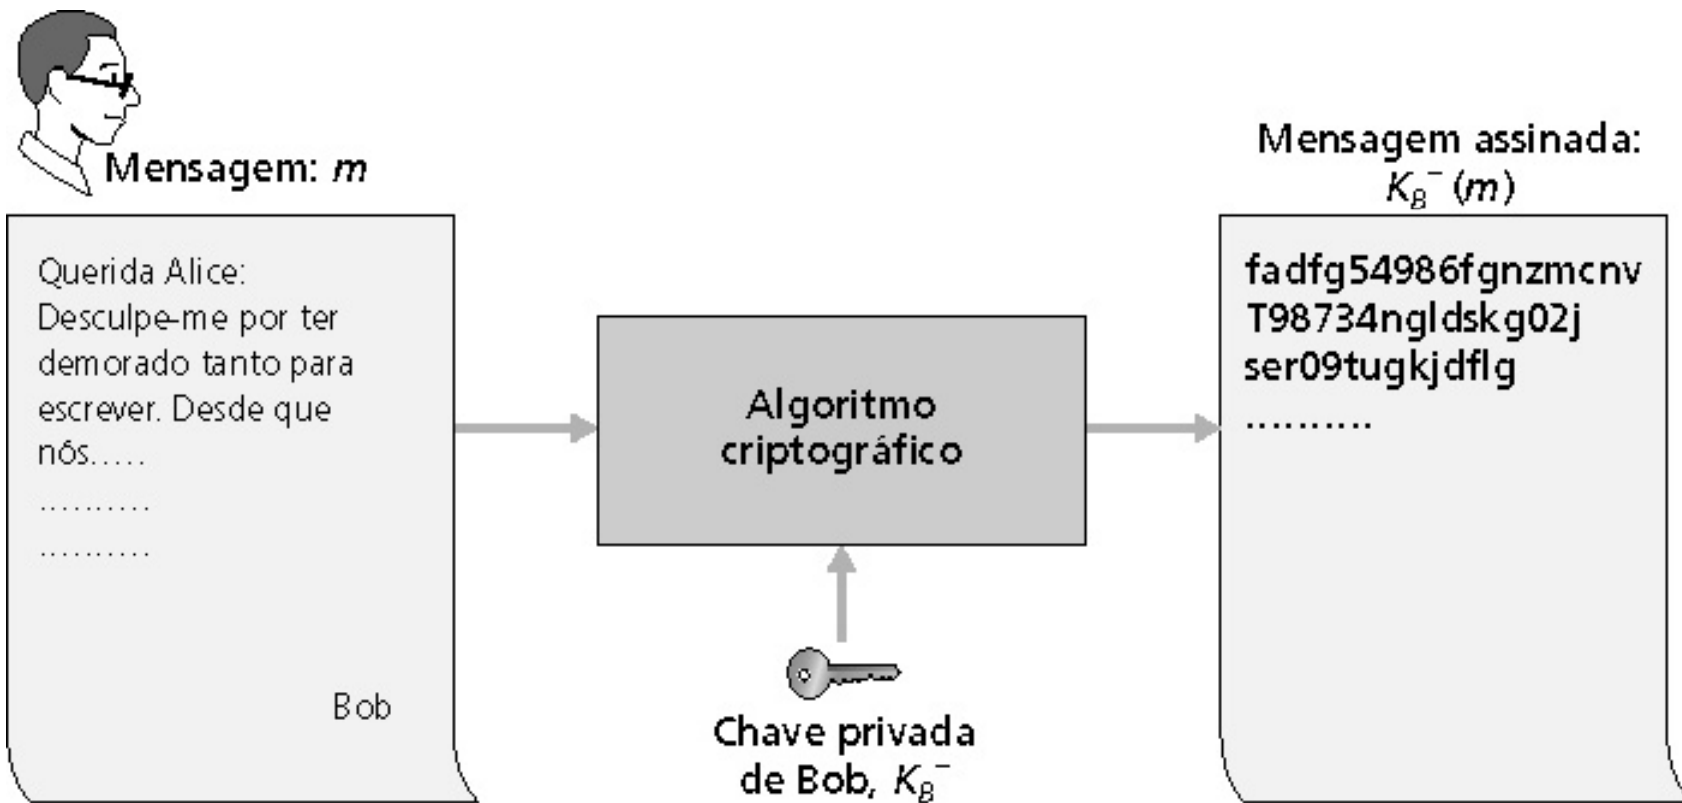 Mensagem: m
Querida Alice:
Desculpe-me por ter
demorado tanto para
escrever. Desde que
nós.....
..........
..........
Bob
Algoritmo
criptográfico
Chave privada
de Bob, K_B^-
Mensagem assinada:
K_B^- (m)
fadfg54986fgnzmcnv
T98734ngldskg02j
ser09tugkjdflg
..........